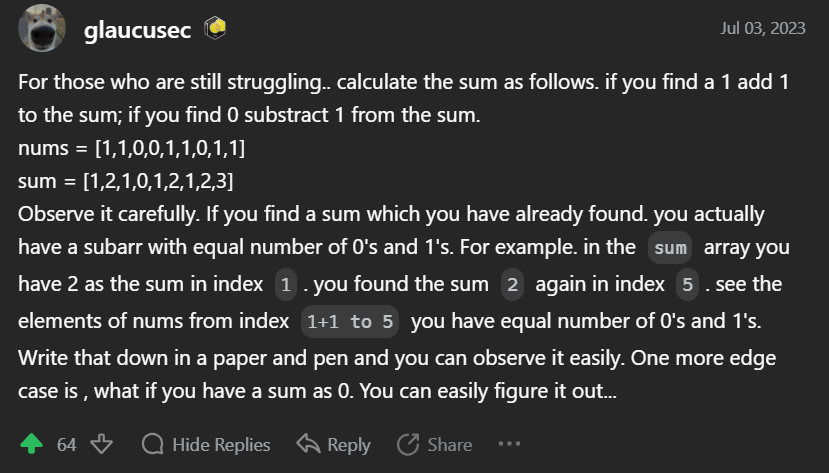 glaucusec
Jul 03, 2023
For those who are still struggling.. calculate the sum as follows. if you find a 1 add 1
to the sum; if you find 0 substract 1 from the sum.
nums = [1,1,0,0,1,1,0,1,1]
sum = [1,2,1,0,1,2,1,2,3]
Observe it carefully. If you find a sum which you have already found. you actually
have a subarr with equal number of 0's and 1's. For example. in the sum array you
have 2 as the sum in index 1 . you found the sum 2 again in index 5 . see the
elements of nums from index 1+1 to 5 you have equal number of 0's and 1's.
Write that down in a paper and pen and you can observe it easily. One more edge
case is , what if you have a sum as 0. You can easily figure it out...
64 Hide Replies Reply Share